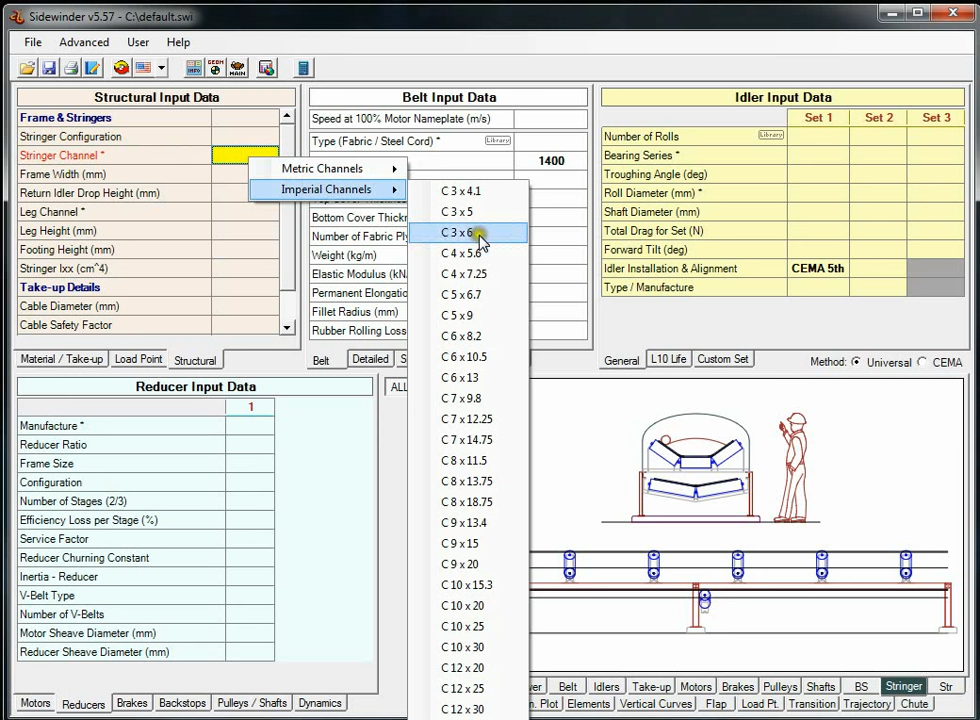 Sidewinder v5.57 - C:\default.swi
File Advanced User Help
Structural Input Data
Frame & Stringers
Stringer Configuration
Stringer Channel *
Frame Width (mm)
Return Idler Drop Height (mm)
Leg Channel *
Leg Height (mm)
Footing Height (mm)
Stringer Ixx (cm^4)
Take-up Details
Cable Diameter (mm)
Cable Safety Factor
Material / Take-up Load Point Structural
Metric Channels
Imperial Channels
C 3 x 4.1
C 3 x 5
C 3 x 6
C 4 x 5.6
C 4 x 7.25
C 5 x 6.7
C 5 x 9
C 6 x 8.2
C 6 x 10.5
C 6 x 13
C 7 x 9.8
C 7 x 12.25
C 7 x 14.75
C 8 x 11.5
C 8 x 13.75
C 8 x 18.75
C 9 x 13.4
C 9 x 15
C 9 x 20
C 10 x 15.3
C 10 x 20
C 10 x 25
C 10 x 30
C 12 x 20
C 12 x 25
C 12 x 30
Belt Input Data
Speed at 100% Motor Nameplate (m/s)
Type (Fabric / Steel Cord) * Library
1400
Bottom Cover Thickn
Number of Fabric Ply
Weight (kg/m)
Elastic Modulus (kN
Permanent Elongation
Fillet Radius (mm)
Rubber Rolling Loss
Belt Detailed S
Idler Input Data
Set 1 Set 2 Set 3
Number of Rolls Library
Bearing Series *
Troughing Angle (deg)
Roll Diameter (mm) *
Shaft Diameter (mm)
Total Drag for Set (N)
Forward Tilt (deg)
Idler Installation & Alignment CEMA 5th
Type / Manufacture
General L10 Life Custom Set Method: Universal CEMA
Reducer Input Data
1
Manufacture *
Reducer Ratio
Frame Size
Configuration
Number of Stages (2/3)
Efficiency Loss per Stage (%)
Service Factor
Reducer Churning Constant
Inertia - Reducer
V-Belt Type
Number of V-Belts
Motor Sheave Diameter (mm)
Reducer Sheave Diameter (mm)
Motors Reducers Brakes Backstops Pulleys / Shafts Dynamics
ALL
Belt Idlers Take-up Motors Brakes Pulleys Shafts BS Stringer Str
Plot Elements Vertical Curves Flap Load Pt. Transition Trajectory Chute